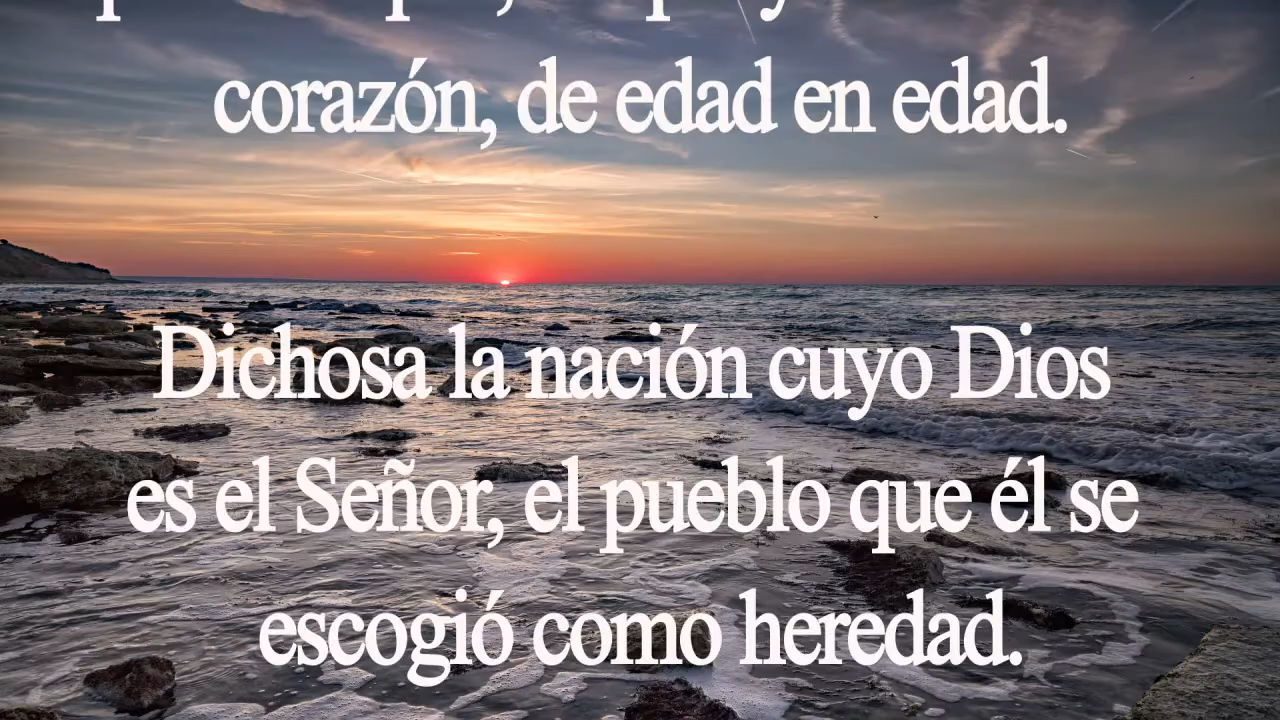 corazón, de edad en edad.
Dichosa la nación cuyo Dios
es el Señor, el pueblo que él se
escogió como heredad.